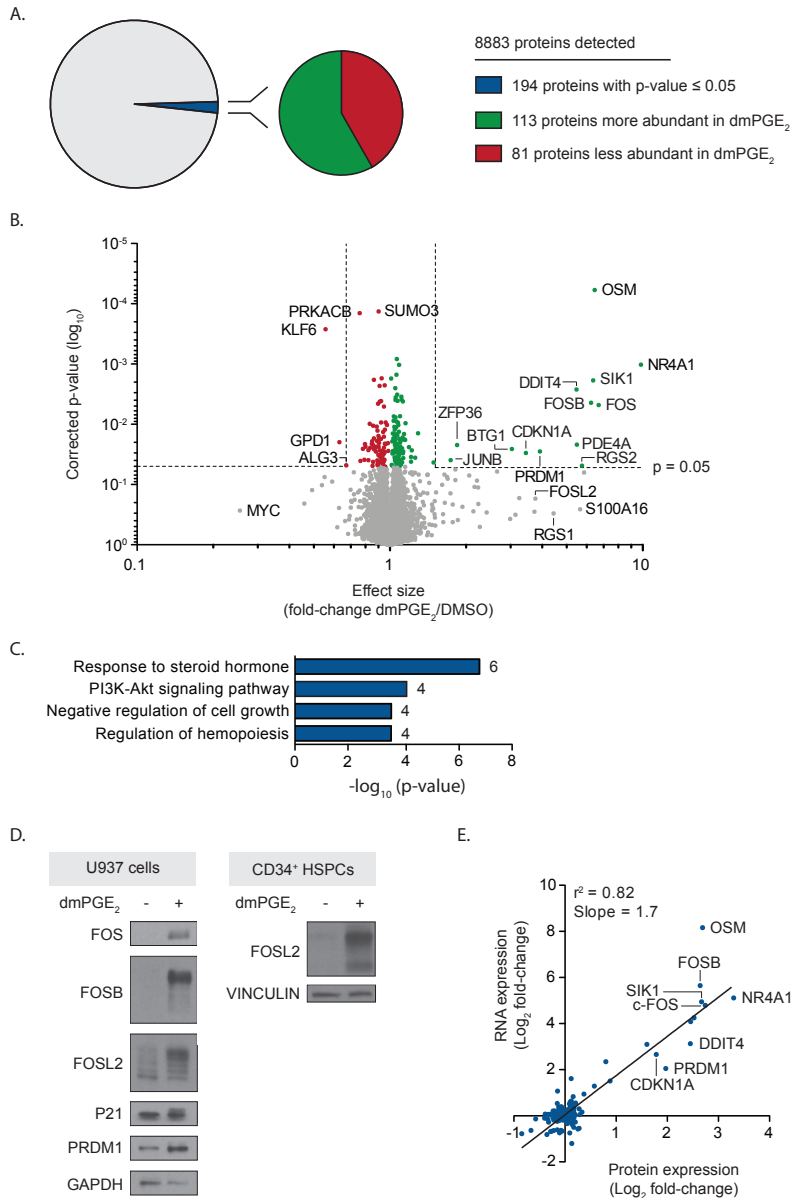 A.
8883 proteins detected
194 proteins with p-value ≤ 0.05
113 proteins more abundant in dmPGE2
81 proteins less abundant in dmPGE2
B.
Corrected p-value (log10)
10-5
10-4
10-3
10-2
10-1
100
0.1
1
10
Effect size
(fold-change dmPGE2/DMSO)
OSM
PRKACB
SUMO3
KLF6
NR4A1
DDIT4
SIK1
FOSB
FOS
ZFP36
BTG1
CDKN1A
PDE4A
GPD1
ALG3
JUNB
RGS2
p = 0.05
PRDM1
FOSL2
MYC
S100A16
RGS1
C.
Response to steroid hormone
6
PI3K-Akt signaling pathway
4
Negative regulation of cell growth
4
Regulation of hemopoiesis
4
0
2
4
6
8
-log10 (p-value)
D.
U937 cells
dmPGE2
-
+
FOS
FOSB
FOSL2
P21
PRDM1
GAPDH
CD34+ HSPCs
dmPGE2
-
+
FOSL2
VINCULIN
E.
r2 = 0.82
Slope = 1.7
RNA expression
(Log2 fold-change)
10
8
6
4
2
-2
-1
0
1
2
3
4
OSM
FOSB
SIK1
c-FOS
NR4A1
DDIT4
PRDM1
CDKN1A
Protein expression
(Log2 fold-change)